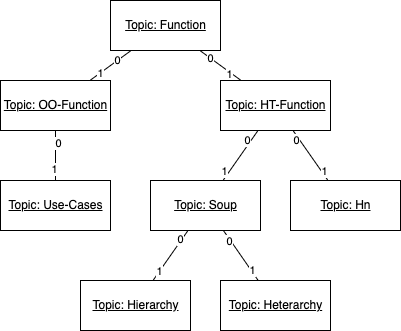 Topic: Function
0 0
1 1
Topic: OO-Function Topic: HT-Function
0 0 0
1 1 1
Topic: Use-Cases Topic: Soup Topic: Hn
0 0
1 1
Topic: Hierarchy Topic: Heterarchy